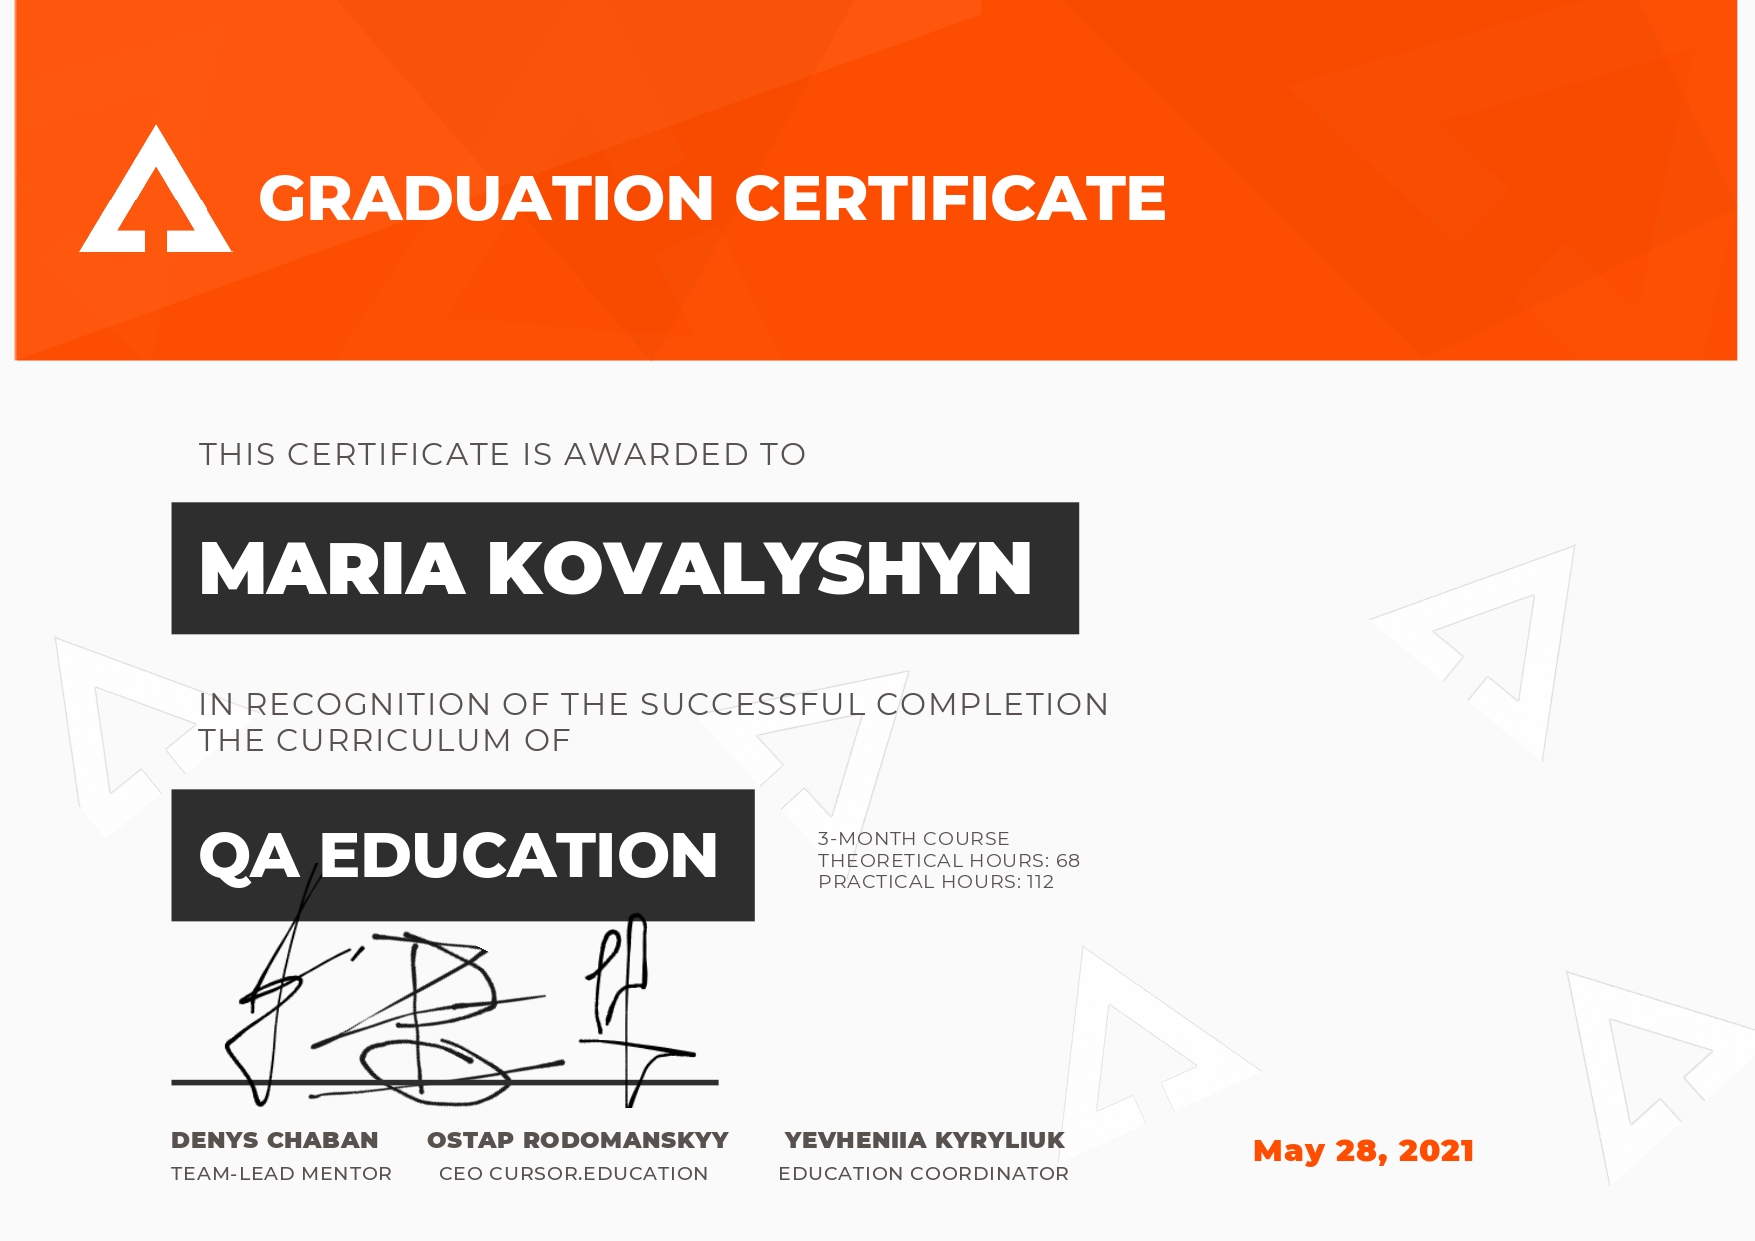 GRADUATION CERTIFICATE
THIS CERTIFICATE IS AWARDED TO
MARIA KOVALYSHYN
IN RECOGNITION OF THE SUCCESSFUL COMPLETION
THE CURRICULUM OF
QA EDUCATION
3-MONTH COURSE
THEORETICAL HOURS: 68
PRACTICAL HOURS: 112
DENYS CHABAN
TEAM-LEAD MENTOR
OSTAP RODOMANSKYY
CEO CURSOR.EDUCATION
YEVHENIIA KYRYLIUK
EDUCATION COORDINATOR
May 28, 2021